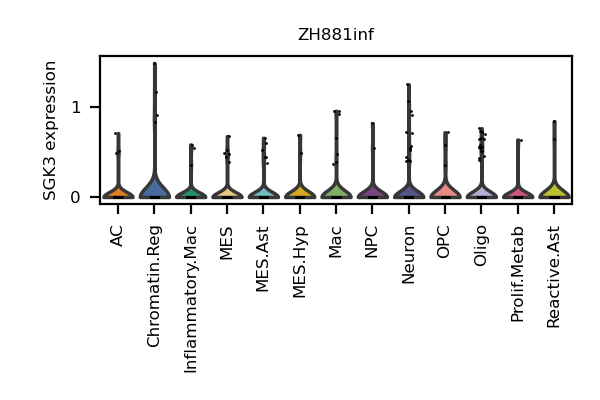 ZH881inf
SGK3 expression
1
0
AC
Chromatin.Reg
Inflammatory.Mac
MES
MES.Ast
MES.Hyp
Mac
NPC
Neuron
OPC
Oligo
Prolif.Metab
Reactive.Ast